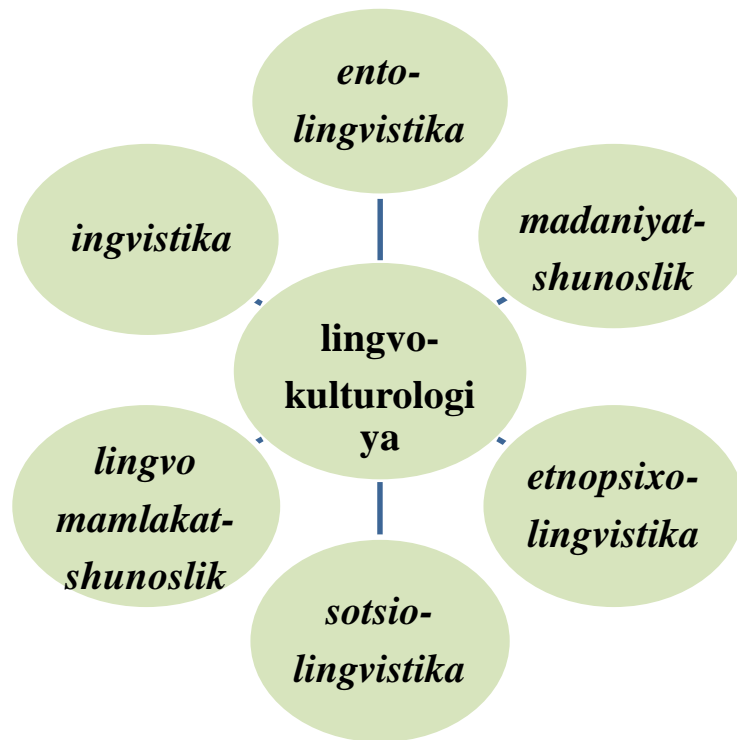 ento-
lingvistika
madaniyat-
shunoslik
etnopsixo-
lingvistika
sotsio-
lingvistika
lingvo
mamlakat-
shunoslik
ingvistika
lingvo-
kulturologi
ya